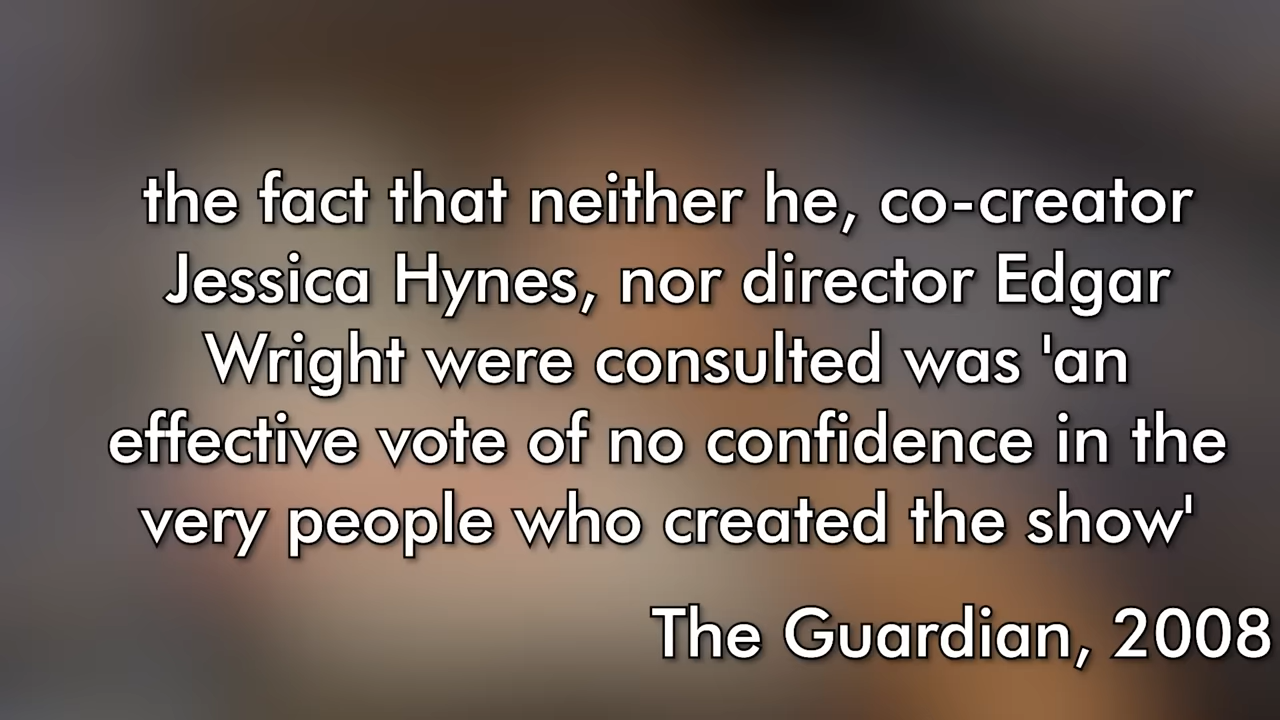 the fact that neither he, co-creator
Jessica Hynes, nor director Edgar
Wright were consulted was 'an
effective vote of no confidence in the
very people who created the show'
The Guardian, 2008